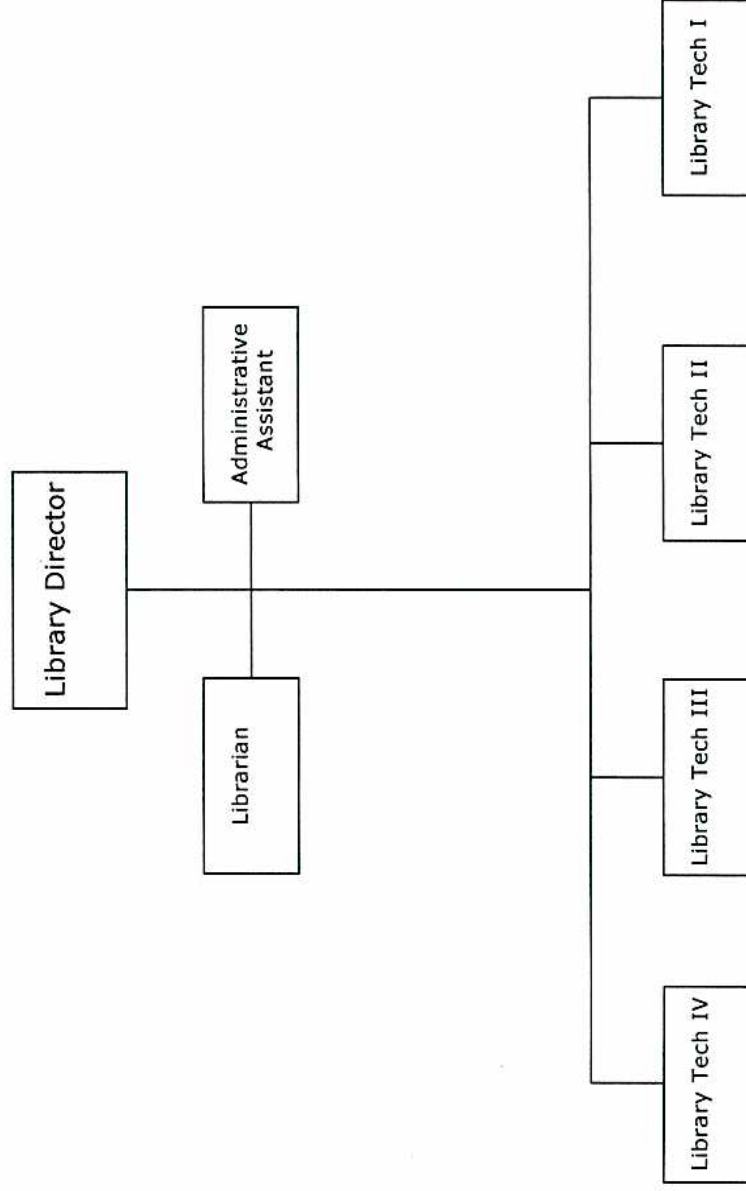 Library Director
Librarian
Administrative
Assistant
Library Tech IV
Library Tech III
Library Tech II
Library Tech I